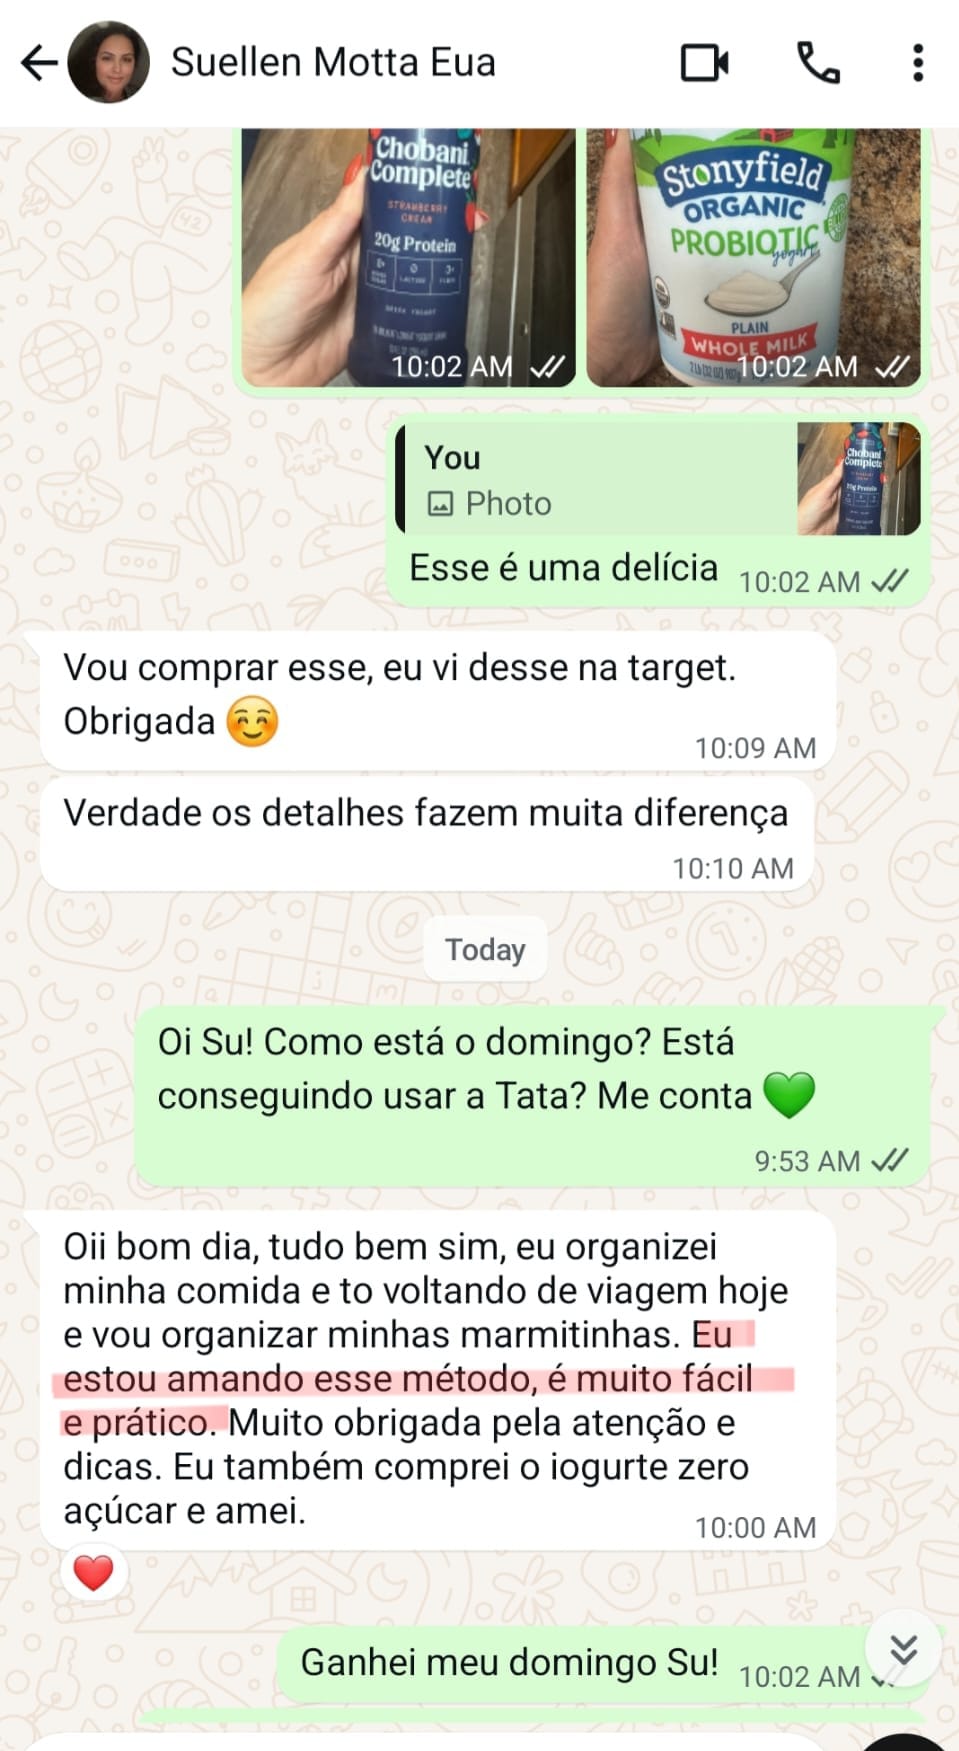 Suellen Motta Eua
Chobani
Complete
STRAWBERRY
CREAM
20g Protein
10:02 AM
Stonyfield
ORGANIC
PROBIOTIC
yogurt
PLAIN
WHOLE MILK
10:02 AM
You
Photo
Chobani
Complete
20g Protein
Esse é uma delícia
10:02 AM
Vou comprar esse, eu vi desse na target.
Obrigada
10:09 AM
Verdade os detalhes fazem muita diferença
10:10 AM
Today
Oi Su! Como está o domingo? Está
conseguindo usar a Tata? Me conta
9:53 AM
Oii bom dia, tudo bem sim, eu organizei
minha comida e to voltando de viagem hoje
e vou organizar minhas marmitinhas. Eu
estou amando esse método, é muito fácil
e prático. Muito obrigada pela atenção e
dicas. Eu também comprei o iogurte zero
açúcar e amei.
10:00 AM
Ganhei meu domingo Su!
10:02 AM